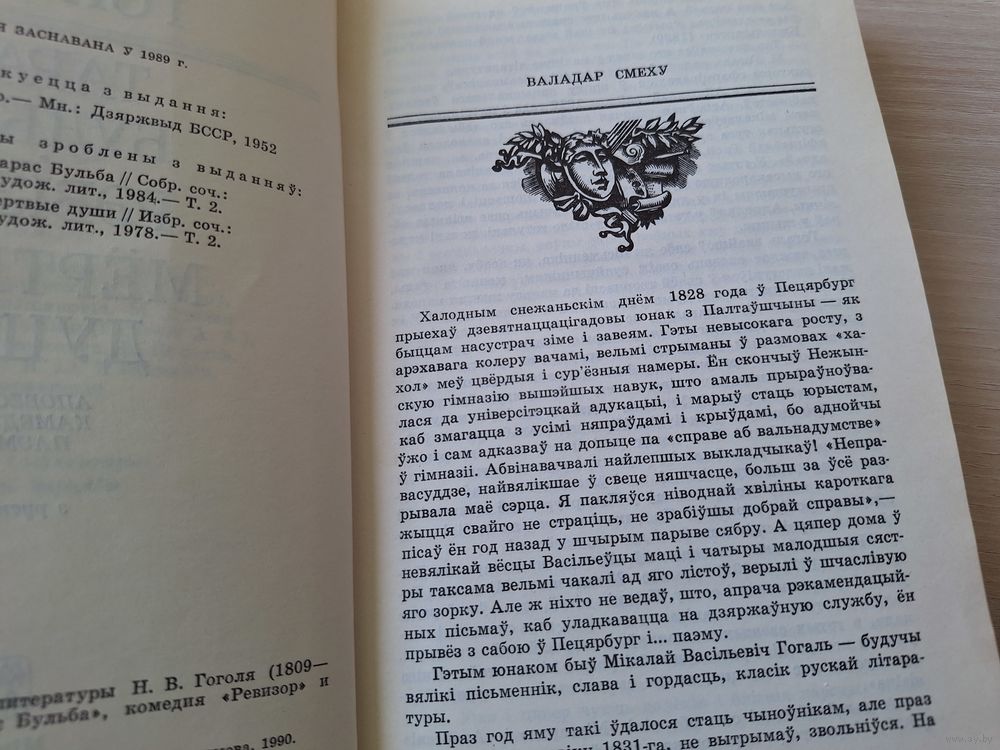 ЗАСНАВАНА Ў 1989 г.
з выдання:
Мн.: Дзяржвыд БССР, 1952
зроблены з выданняў:
Бульба // Собр. соч.:
лит., 1984.— Т. 2.
души // Избр. соч.:
лит., 1978.— Т. 2.
Н. В. Гоголя (1809—
Бульба», комедия «Ревизор» и
1990.
ВАЛАДАР СМЕХУ
Халодным снежаньскім днём 1828 года ў Пецярбург
прыехаў дзевятнаццацігадовы юнак з Палтаўшчыны — як
быццам насустрач зіме і завеям. Гэты невысокага росту, з
арэхавага колеру вачамі, вельмі стрыманы ў размовах «ха-
хол» меў цвёрдыя і сур'ёзныя намеры. Ён скончыў Нежын-
скую гімназію вышэйшых навук, што амаль прыраўноўва-
лася да універсітэцкай адукацыі, і марыў стаць юрыстам,
каб змагацца з усімі няпраўдамі і крыўдамі, бо аднойчы
ўжо і сам адказваў на допыце па «справе аб вальнадумстве»
ў гімназіі. Абвінавачвалі найлепшых выкладчыкаў! «Непра-
васуддзе, найвялікшае ў свеце няшчасце, больш за ўсё раз-
рывала маё сэрца. Я пакляўся ніводнай хвіліны кароткага
жыцця свайго не страціць, не зрабіўшы добрай справы»,—
пісаў ён год назад у шчырым парыве сябру. А цяпер дома ў
невялікай вёсцы Васільеўцы маці і чатыры малодшыя сяст-
ры таксама вельмі чакалі ад яго лістоў, верылі ў шчаслівую
яго зорку. Але ж ніхто не ведаў, што, апрача рэкамендацый-
ных пісьмаў, каб уладкавацца на дзяржаўную службу, ён
прывёз з сабою ў Пецярбург і... паэму.
Гэтым юнаком быў Мікалай Васільевіч Гогаль — будучы
вялікі пісьменнік, слава і гордасць, класік рускай літара-
туры.
Праз год яму такі ўдалося стаць чыноўнікам, але праз
1831-га, не вытрымаў, звольніўся. На
www.ay.by